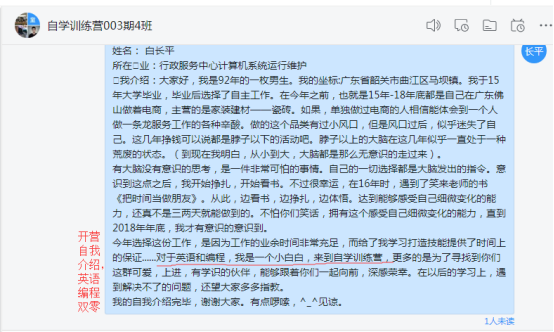 自学训练营003期4班
长平
姓名： 白长平
所在▯业：行政服务中心计算机系统运行维护
▯我介绍：大家好，我是92年的一枚男生。我的坐标:广东省韶关市曲江区马坝镇。我于15
年大学毕业，毕业后选择了自主工作。在今年之前，也就是15年-18年底都是自己在广东佛
山做着电商，主营的是家装建材——瓷砖。如果，单独做过电商的人相信能体会到一个人
做一条龙服务工作的各种幸酸。做的这个品类有过小风口，但是风口过后，似乎迷失了自
己。这几年挣钱可以说都是脖子以下的活动吧。脖子以上的大脑在这几年似乎一直处于一种
荒废的状态。（到现在我明白，从小到大，大脑都是那么无意识的走过来）。
有大脑没有意识的思考，是一件非常可怕的事情。自己的一切选择都是大脑发出的指令。意
识到这点之后，我开始挣扎，开始看书。不过很幸运，在16年时，遇到了笑来老师的书
《把时间当做朋友》。从此，边看书，边挣扎，边体悟。达到能够感受自己细微变化的能
力，还真不是三两天就能做到的。不怕你们笑话，拥有这个感受自己细微变化的能力，直到
2018年年底，我才有意识的意识到。
今年选择这份工作，是因为工作的业余时间非常充足，而给了我学习打造技能提供了时间上
的保证......对于英语和编程，我是一个小白白，来到自学训练营，更多的是为了寻找到你们
这群可爱，上进，有学识的伙伴，能够跟着你们一起向前，深感幸幸。在以后的学习上，遇
到解决不了的问题，还望大家多多指教。
我的自我介绍完毕，谢谢大家。有点啰嗦，^_^见谅。
开营
自我
介绍，
英语
编程
双零
1人未读